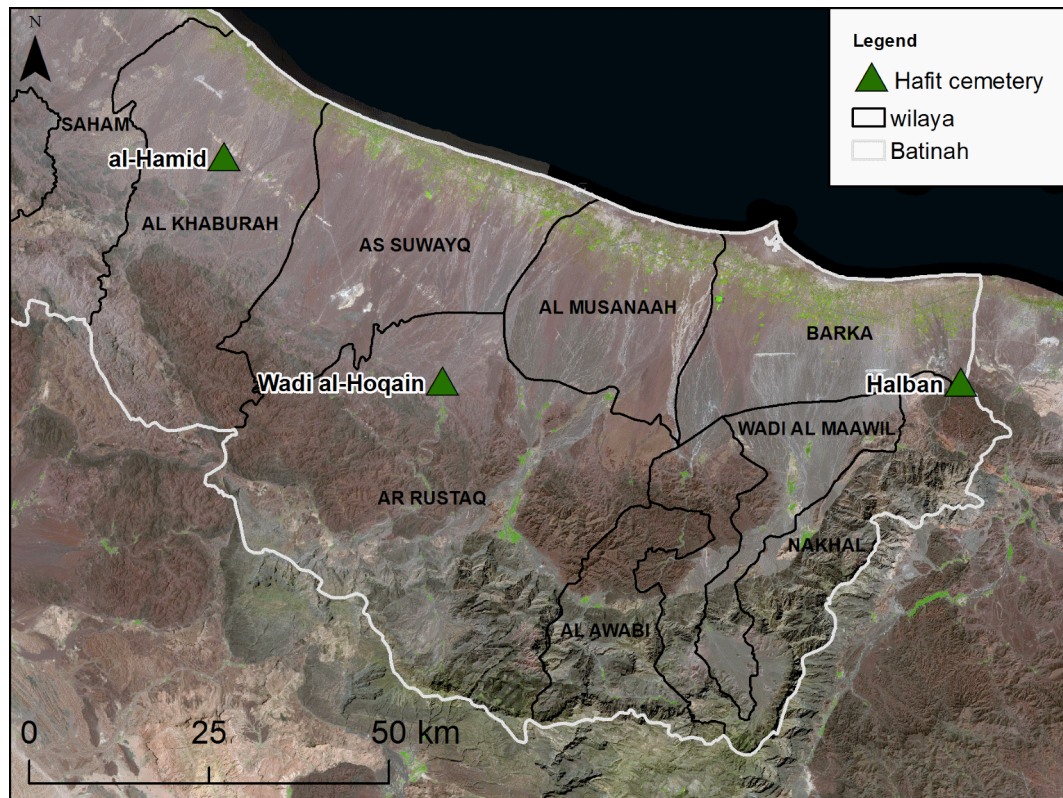 N
Legend
Hafit cemetery
wilaya
Batinah
SAHAM
al-Hamid
AL KHABURAH
AS SUWAYQ
AL MUSANAAH
BARKA
Wadi al-Hoqain
Halban
WADI AL MAAWIL
AR RUSTAQ
NAKHAL
AL AWABI
0 25 50 km